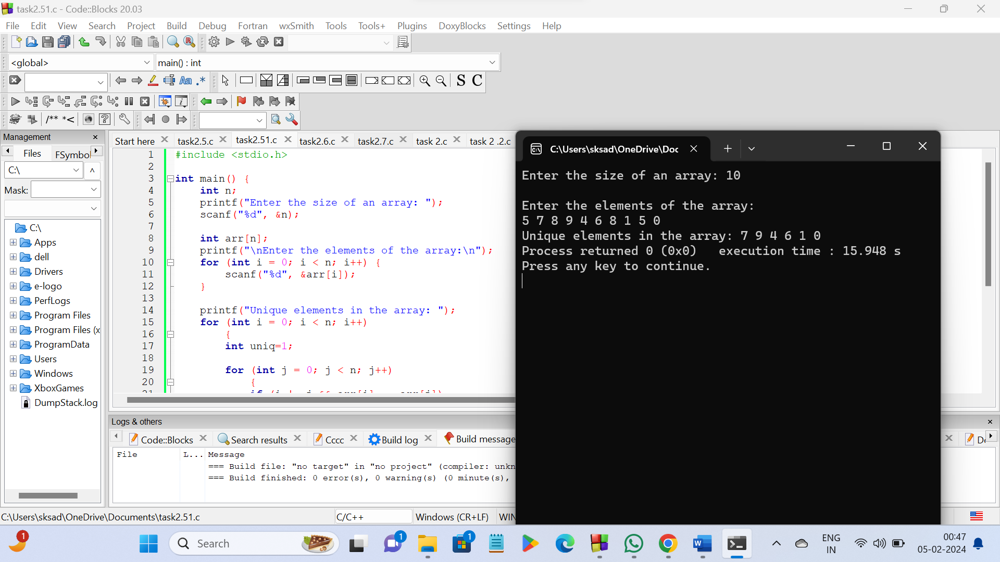 task2.51.c - Code::Blocks 20.03
File Edit View Search Project Build Debug Fortran wxSmith Tools Tools+ Plugins DoxyBlocks Settings Help
<global> main() : int
Aa .* S C
/** *<
Management
Start here task2.5.c task2.51.c task2.6.c task2.7.c task 2.c task 2 .2.c
Files FSymbol
C:\
Mask:
C:\
Apps
dell
Drivers
e-logo
PerfLogs
Program Files
Program Files (x
ProgramData
Users
Windows
XboxGames
DumpStack.log
1 #include <stdio.h>
2
3 int main() {
4 int n;
5 printf("Enter the size of an array: ");
6 scanf("%d", &n);
7
8 int arr[n];
9 printf("\nEnter the elements of the array:\n");
10 for (int i = 0; i < n; i++) {
11 scanf("%d", &arr[i]);
12 }
13
14 printf("Unique elements in the array: ");
15 for (int i = 0; i < n; i++)
16 {
17 int uniq=1;
18
19 for (int j = 0; j < n; j++)
20 {
21
C:\Users\sksad\OneDrive\Doc
Enter the size of an array: 10
Enter the elements of the array:
5 7 8 9 4 6 8 1 5 0
Unique elements in the array: 7 9 4 6 1 0
Process returned 0 (0x0) execution time : 15.948 s
Press any key to continue.
Logs & others
Code::Blocks Search results Cccc Build log Build message
File L... Message
=== Build file: "no target" in "no project" (compiler: unkn
=== Build finished: 0 error(s), 0 warning(s) (0 minute(s),
C:\Users\sksad\OneDrive\Documents\task2.51.c C/C++ Windows (CR+LF) WIN
1 Search 1 1 ENG
IN
00:47
05-02-2024